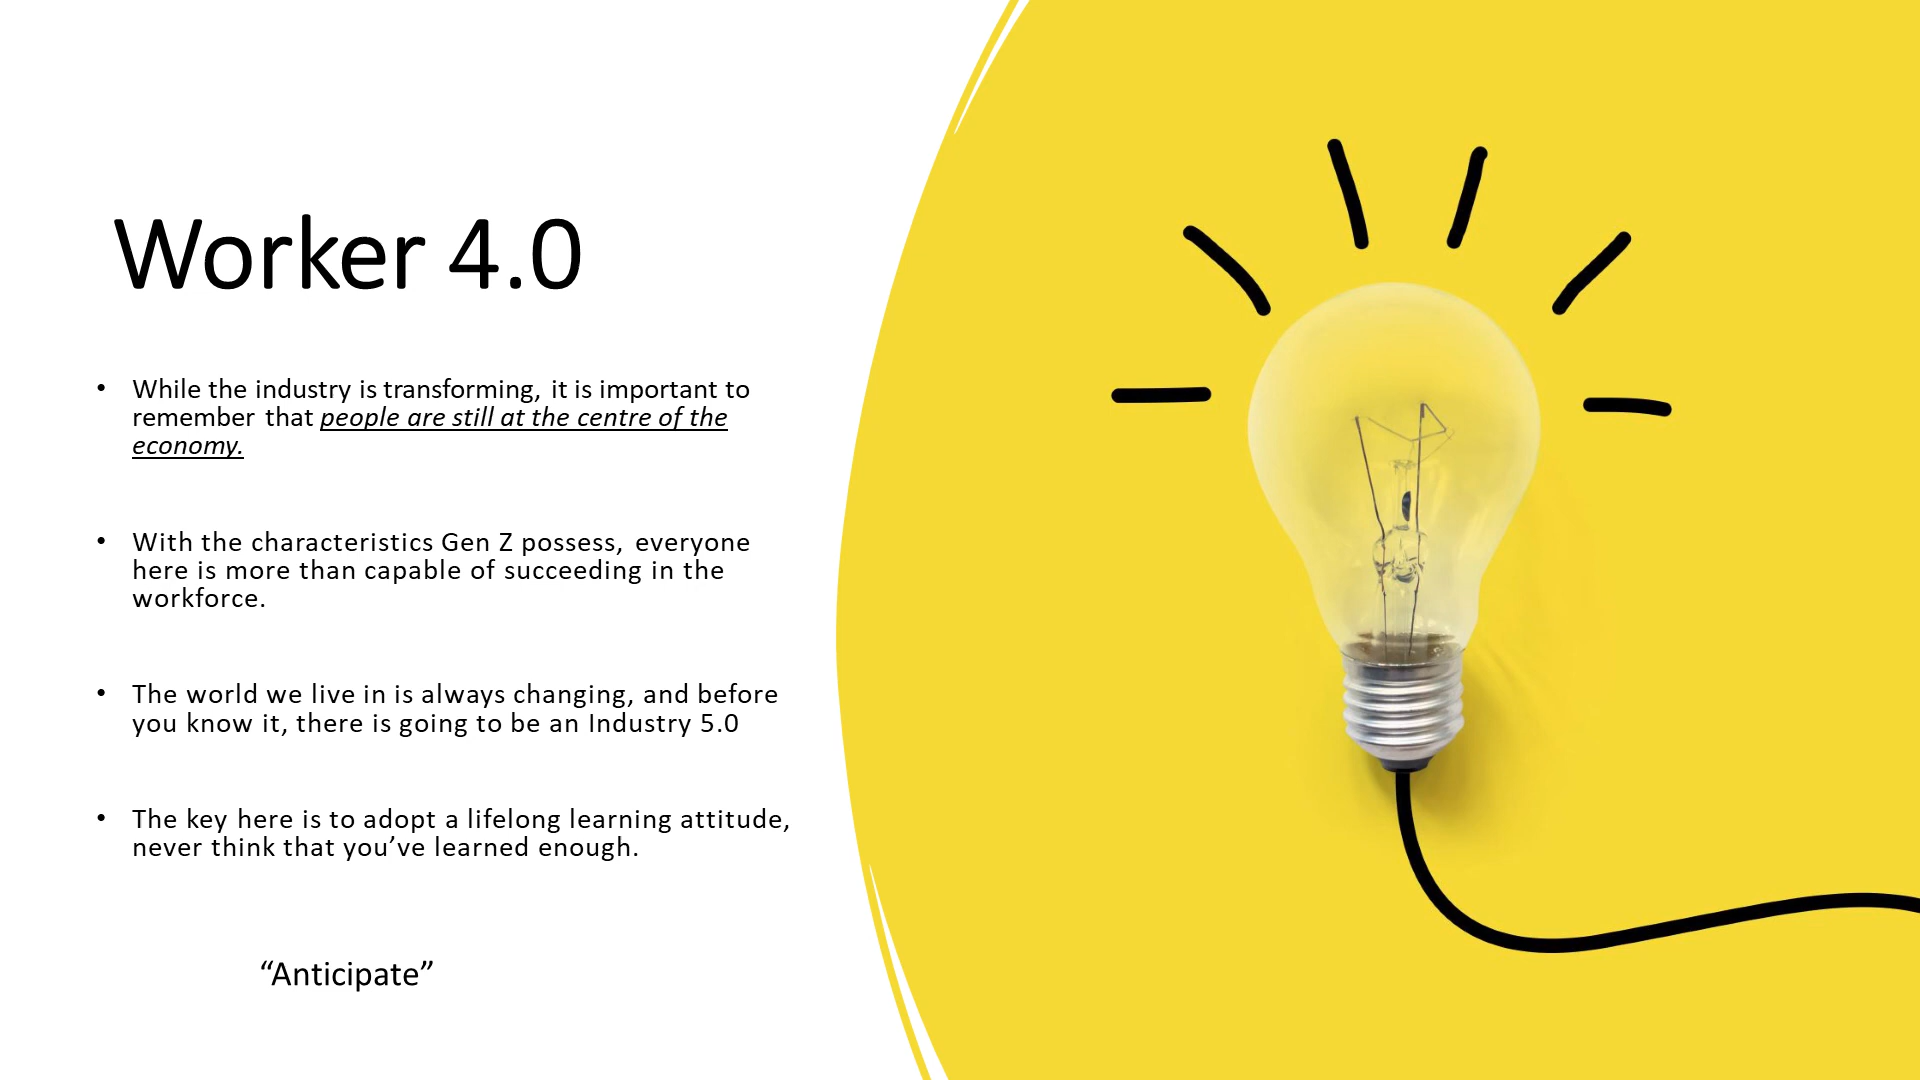 Worker 4.0
• While the industry is transforming, it is important to
remember that people are still at the centre of the
economy.
• With the characteristics Gen Z possess, everyone
here is more than capable of succeeding in the
workforce.
• The world we live in is always changing, and before
you know it, there is going to be an Industry 5.0
• The key here is to adopt a lifelong learning attitude,
never think that you’ve learned enough.
“Anticipate”